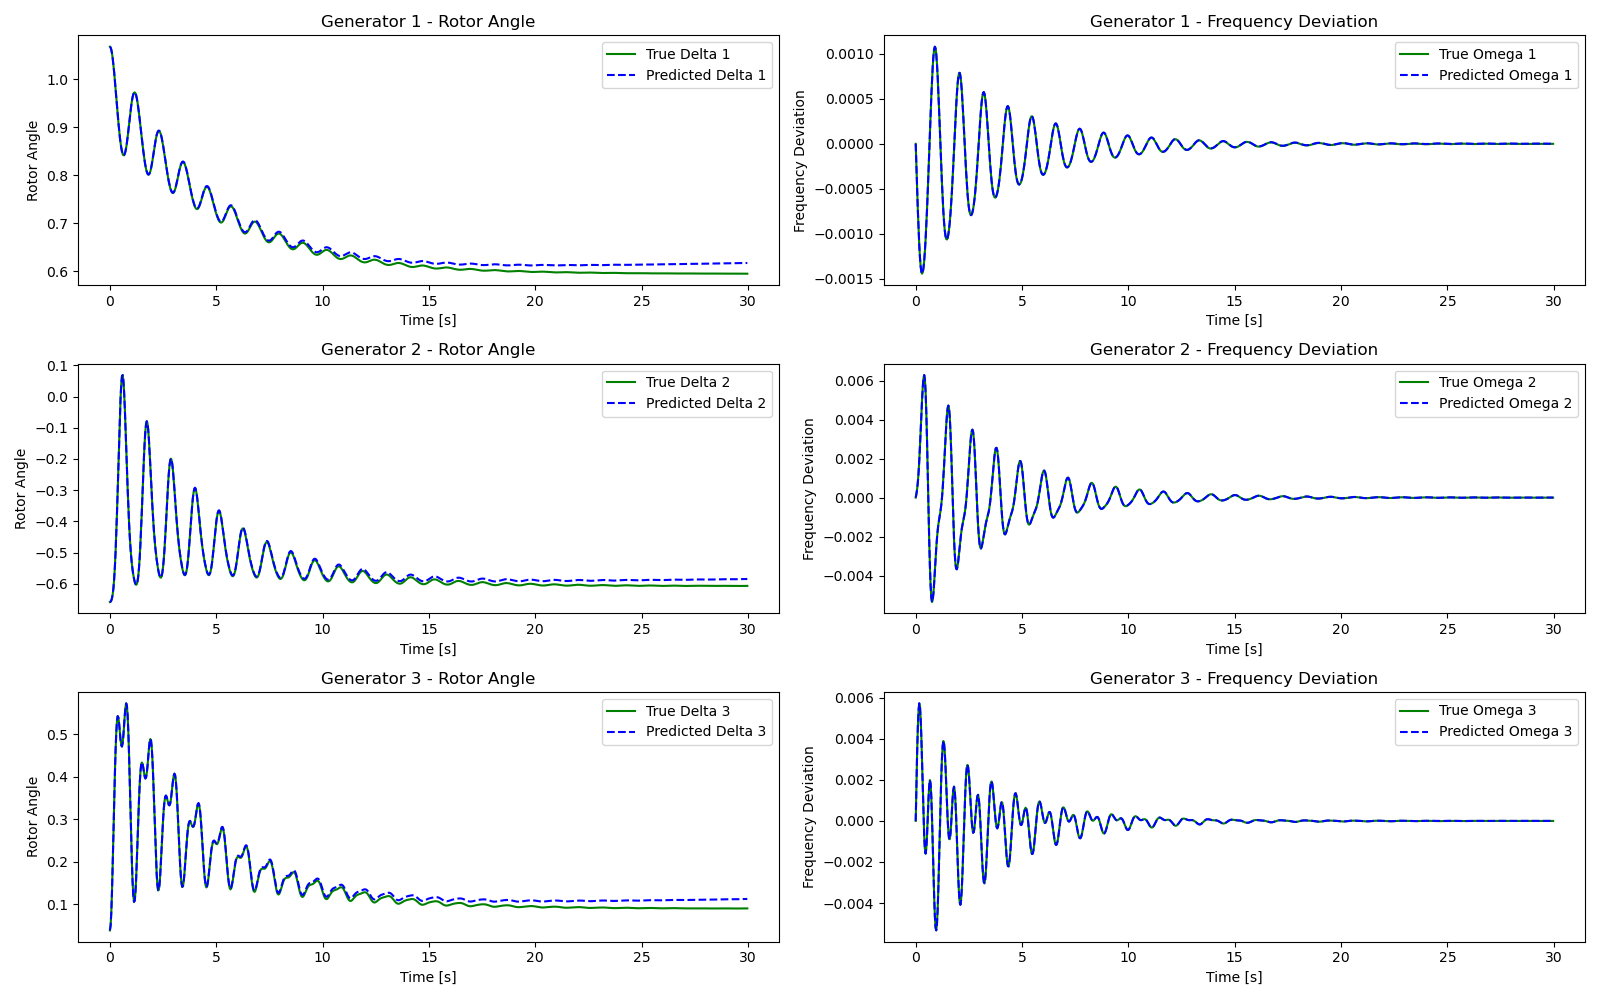 Generator 1 - Rotor Angle
True Delta 1
Predicted Delta 1
Rotor Angle
1.0
0.9
0.8
0.7
0.6
0 5 10 15 20 25 30
Time [s]
Generator 1 - Frequency Deviation
True Omega 1
Predicted Omega 1
Frequency Deviation
0.0010
0.0005
0.0000
−0.0005
−0.0010
−0.0015
0 5 10 15 20 25 30
Time [s]
Generator 2 - Rotor Angle
True Delta 2
Predicted Delta 2
Rotor Angle
0.1
0.0
−0.1
−0.2
−0.3
−0.4
−0.5
−0.6
0 5 10 15 20 25 30
Time [s]
Generator 2 - Frequency Deviation
True Omega 2
Predicted Omega 2
Frequency Deviation
0.006
0.004
0.002
0.000
−0.002
−0.004
0 5 10 15 20 25 30
Time [s]
Generator 3 - Rotor Angle
True Delta 3
Predicted Delta 3
Rotor Angle
0.5
0.4
0.3
0.2
0.1
0 5 10 15 20 25 30
Time [s]
Generator 3 - Frequency Deviation
True Omega 3
Predicted Omega 3
Frequency Deviation
0.006
0.004
0.002
0.000
−0.002
−0.004
0 5 10 15 20 25 30
Time [s]